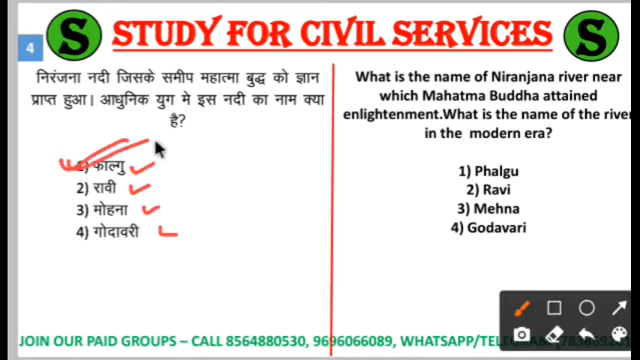 4
S STUDY FOR CIVIL SERVICES S
निरंजना नदी जिसके समीप महात्मा बुद्ध को ज्ञान
प्राप्त हुआ। आधुनिक युग मे इस नदी का नाम क्या
है?
1) फाल्गु
2) रावी
3) मोहना
4) गोदावरी
What is the name of Niranjana river near
which Mahatma Buddha attained
enlightenment.What is the name of the river
in the modern era?
1) Phalgu
2) Ravi
3) Mehna
4) Godavari
JOIN OUR PAID GROUPS – CALL 8564880530, 9696066089, WHATSAPP/TELEGRAM